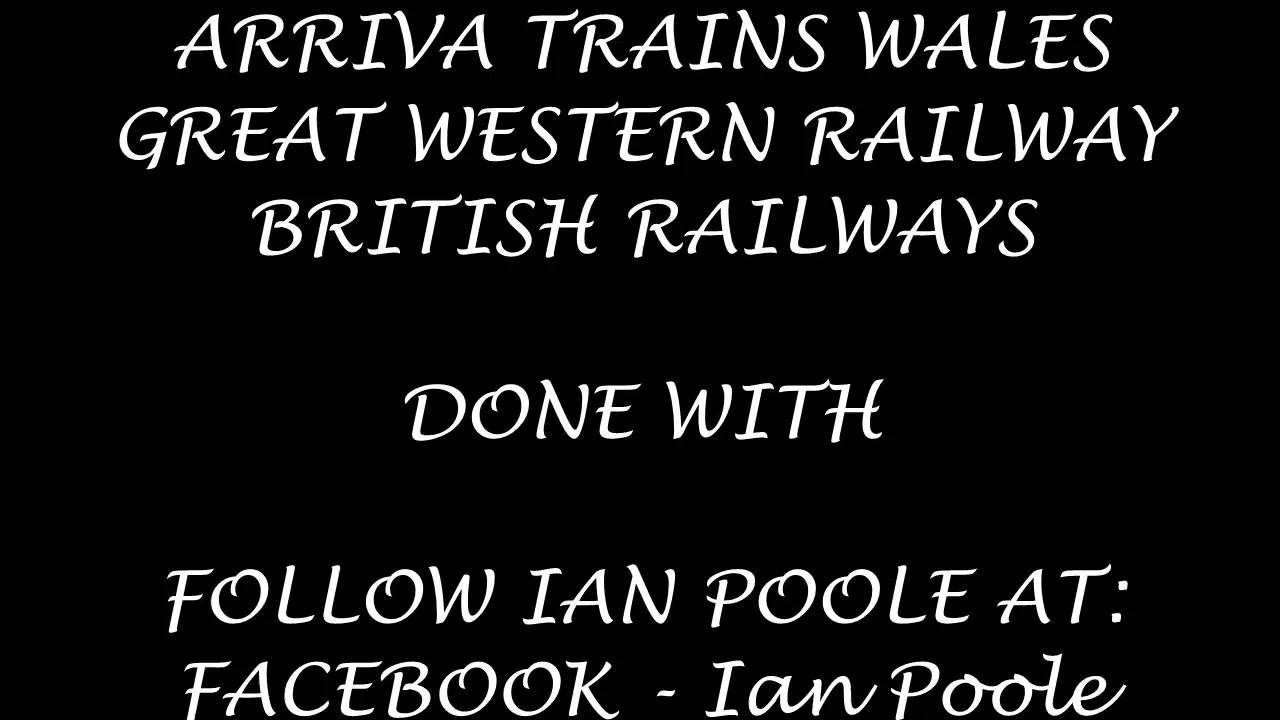 ARRIVA TRAINS WALES
GREAT WESTERN RAILWAY
BRITISH RAILWAYS
DONE WITH
FOLLOW IAN POOLE AT:
FACEBOOK - Ian Poole